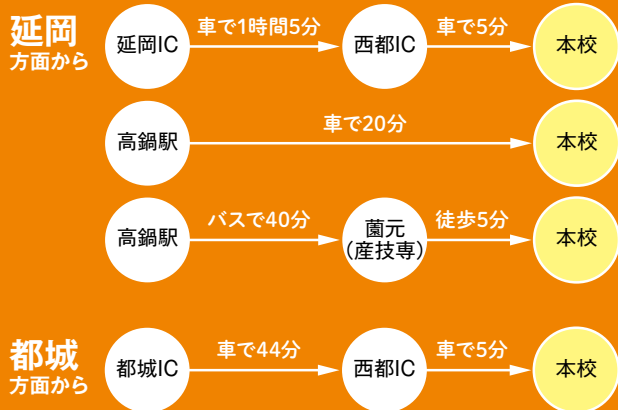 延岡
方面から
延岡IC
車で1時間5分
西都IC
車で5分
本校
高鍋駅
車で20分
本校
高鍋駅
バスで40分
薗元
(産技専)
徒歩5分
本校
都城
方面から
都城IC
車で44分
西都IC
車で5分
本校